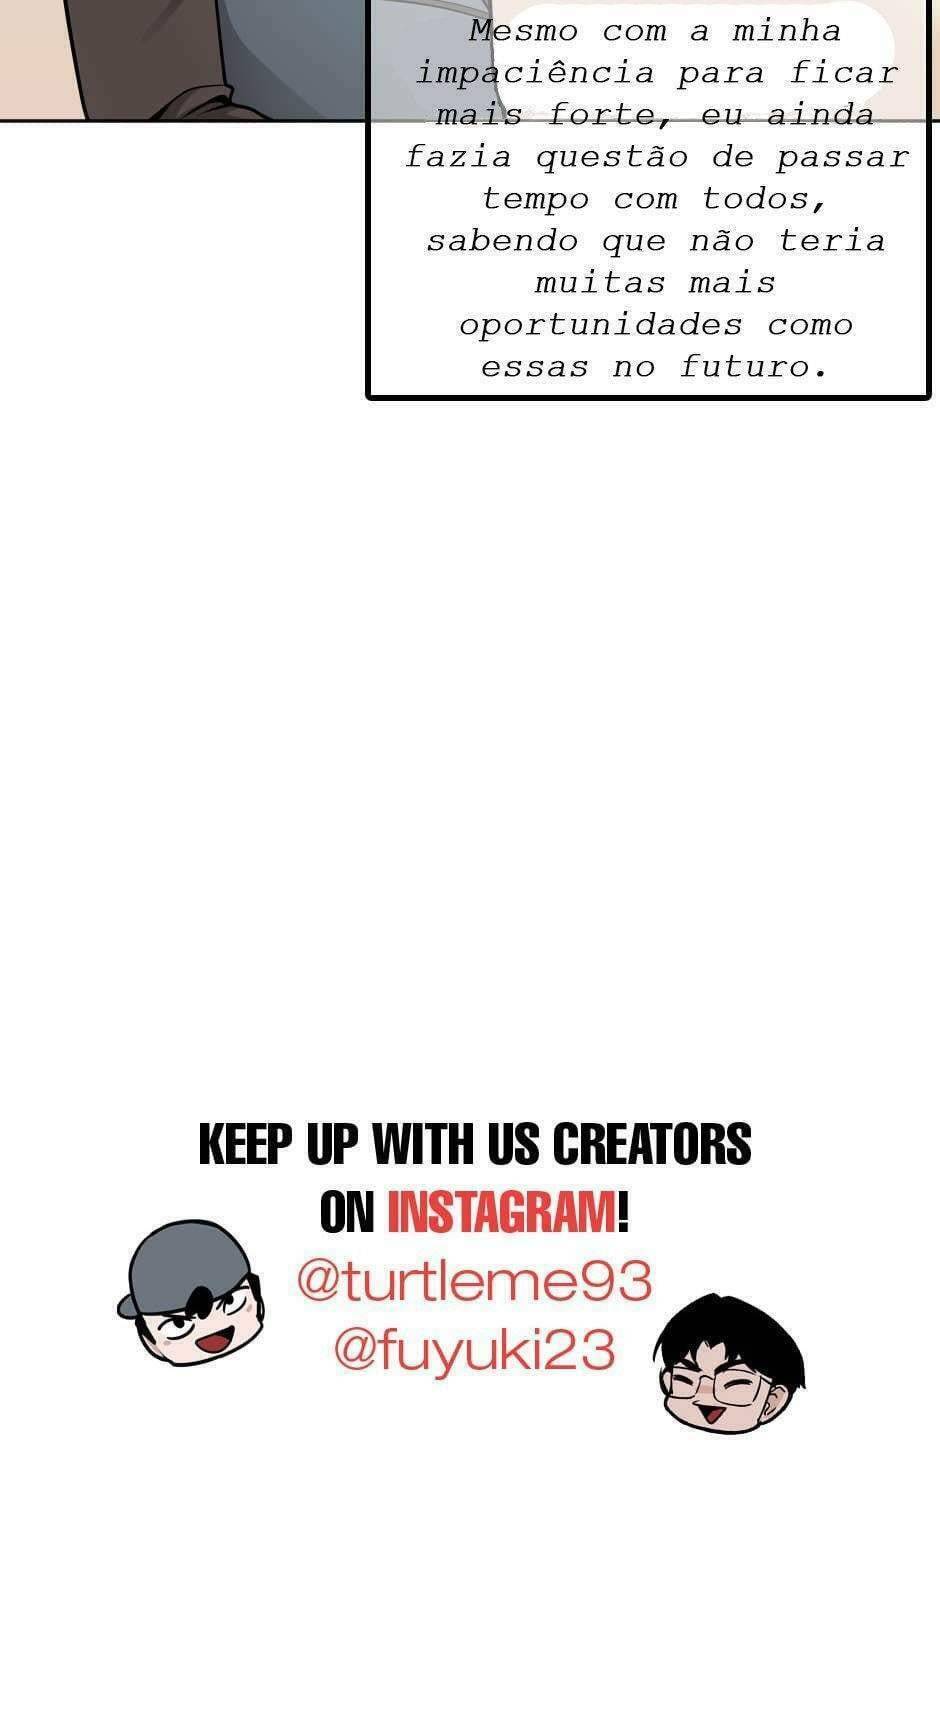 Mesmo com a minha
impaciência para ficar
mais forte, eu ainda
fazia questão de passar
tempo com todos,
sabendo que não teria
muitas mais
oportunidades como
essas no futuro.
KEEP UP WITH US CREATORS
ON INSTAGRAM!
@turtleme93
@fuyuki23